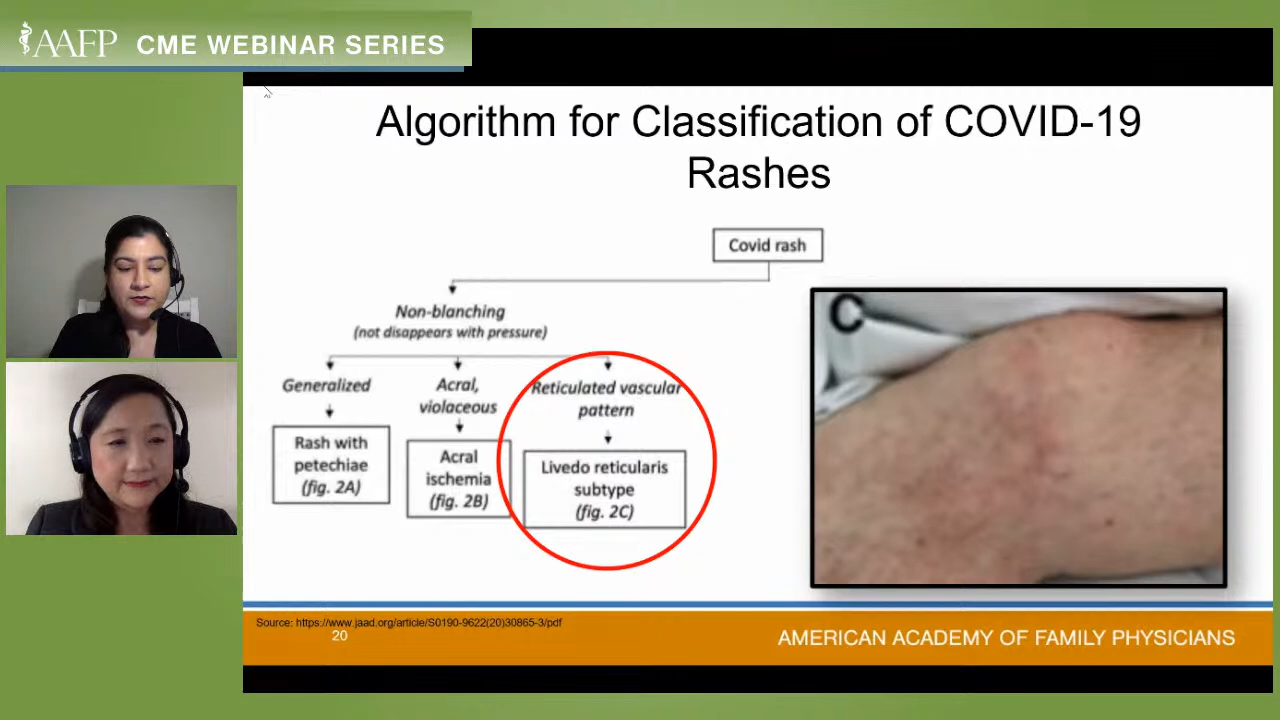 AAFP CME WEBINAR SERIES
Algorithm for Classification of COVID-19
Rashes
Covid rash
Non-blanching
(not disappears with pressure)
Generalized
Rash with
petechiae
(fig. 2A)
Acral,
violaceous
Acral
ischemia
(fig. 2B)
Reticulated vascular
pattern
Livedo reticularis
subtype
(fig. 2C)
C
Source: https://www.jaad.org/article/S0190-9622(20)30865-3/pdf
20
AMERICAN ACADEMY OF FAMILY PHYSICIANS